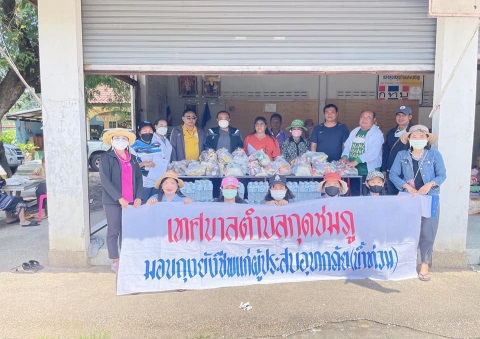 เทศบาลตำบลกุดชมภู
มอบถุงยังชีพแก่ผู้ประสบอุทกภัย(น้ำท่วม)